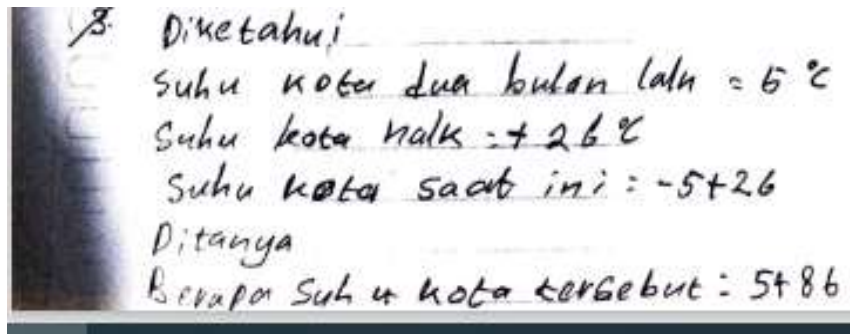 3. Diketahui
Suhu kota dua bulan lalu = 5 °C
Suhu kota naik : + 26 °C
Suhu kota saat ini : -5+26
Ditanya
Berapa Suhu kota tersebut : 5+86